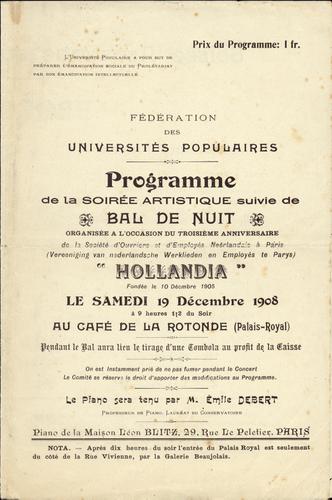 Prix du Programme: 1 fr.
L'Université Populaire a pour but de
préparer l'émancipation sociale du Prolétariat
par son émancipation intellectuelle
FÉDÉRATION
DES
UNIVERSITÉS POPULAIRES
Programme
de la SOIRÉE ARTISTIQUE suivie de
BAL DE NUIT
ORGANISÉE A L'OCCASION DU TROISIÈME ANNIVERSAIRE
de la Société d'Ouvriers et d'Employés Neérlandais à Paris
(Vereeniging van nederlandsche Werklieden en Employés te Parys)
" HOLLANDIA "
Fondée le 10 Décembre 1905
LE SAMEDI 19 Décembre 1908
à 9 heures 1|2 du Soir
AU CAFÉ DE LA ROTONDE (Palais-Royal)
Pendant le Bal aura lieu le tirage d'une Tombola au profit de la Caisse
On est instamment prié de ne pas fumer pendant le Concert
Le Comité se réserve le droit d'apporter des modifications au Programme.
Le Piano sera tenu par M. Émile DEBERT
Professeur de Piano, Lauréat du Conservatoire
Piano de la Maison Léon BLITZ, 29, Rue Le Peletier, PARIS
NOTA. - Après dix heures du soir l'entrée du Palais Royal est seulement
du côté de la Rue Vivienne, par la Galerie Beaujolais.